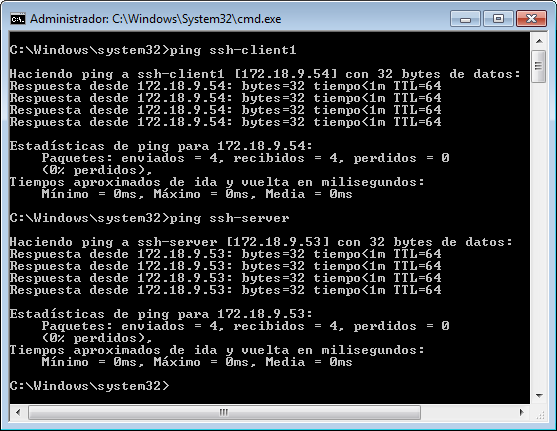 Administrador: C:\Windows\System32\cmd.exe
C:\Windows\system32>ping ssh-client1
Haciendo ping a ssh-client1 [172.18.9.54] con 32 bytes de datos:
Respuesta desde 172.18.9.54: bytes=32 tiempo<1m TTL=64
Respuesta desde 172.18.9.54: bytes=32 tiempo<1m TTL=64
Respuesta desde 172.18.9.54: bytes=32 tiempo<1m TTL=64
Respuesta desde 172.18.9.54: bytes=32 tiempo<1m TTL=64
Estadísticas de ping para 172.18.9.54:
Paquetes: enviados = 4, recibidos = 4, perdidos = 0
(0% perdidos),
Tiempos aproximados de ida y vuelta en milisegundos:
Mínimo = 0ms, Máximo = 0ms, Media = 0ms
C:\Windows\system32>ping ssh-server
Haciendo ping a ssh-server [172.18.9.53] con 32 bytes de datos:
Respuesta desde 172.18.9.53: bytes=32 tiempo<1m TTL=64
Respuesta desde 172.18.9.53: bytes=32 tiempo<1m TTL=64
Respuesta desde 172.18.9.53: bytes=32 tiempo<1m TTL=64
Respuesta desde 172.18.9.53: bytes=32 tiempo<1m TTL=64
Estadísticas de ping para 172.18.9.53:
Paquetes: enviados = 4, recibidos = 4, perdidos = 0
(0% perdidos),
Tiempos aproximados de ida y vuelta en milisegundos:
Mínimo = 0ms, Máximo = 0ms, Media = 0ms
C:\Windows\system32>